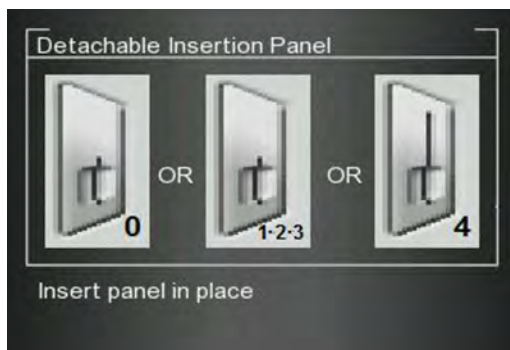 Detachable Insertion Panel
0 OR 1·2·3 OR 4
Insert panel in place